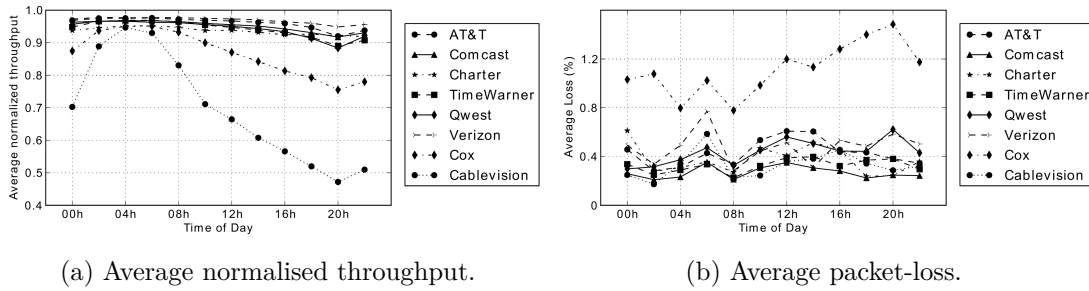 1.0
0.9
0.8
0.7
0.6
0.5
0.4
Average normalized throughput
00h 04h 08h 12h 16h 20h
Time of Day
AT&T
Comcast
Charter
TimeWarner
Qwest
Verizon
Cox
Cablevision
(a) Average normalised throughput.
1.2
0.8
0.4
0
Average Loss (%)
00h 04h 08h 12h 16h 20h
Time of Day
AT&T
Comcast
Charter
TimeWarner
Qwest
Verizon
Cox
Cablevision
(b) Average packet-loss.